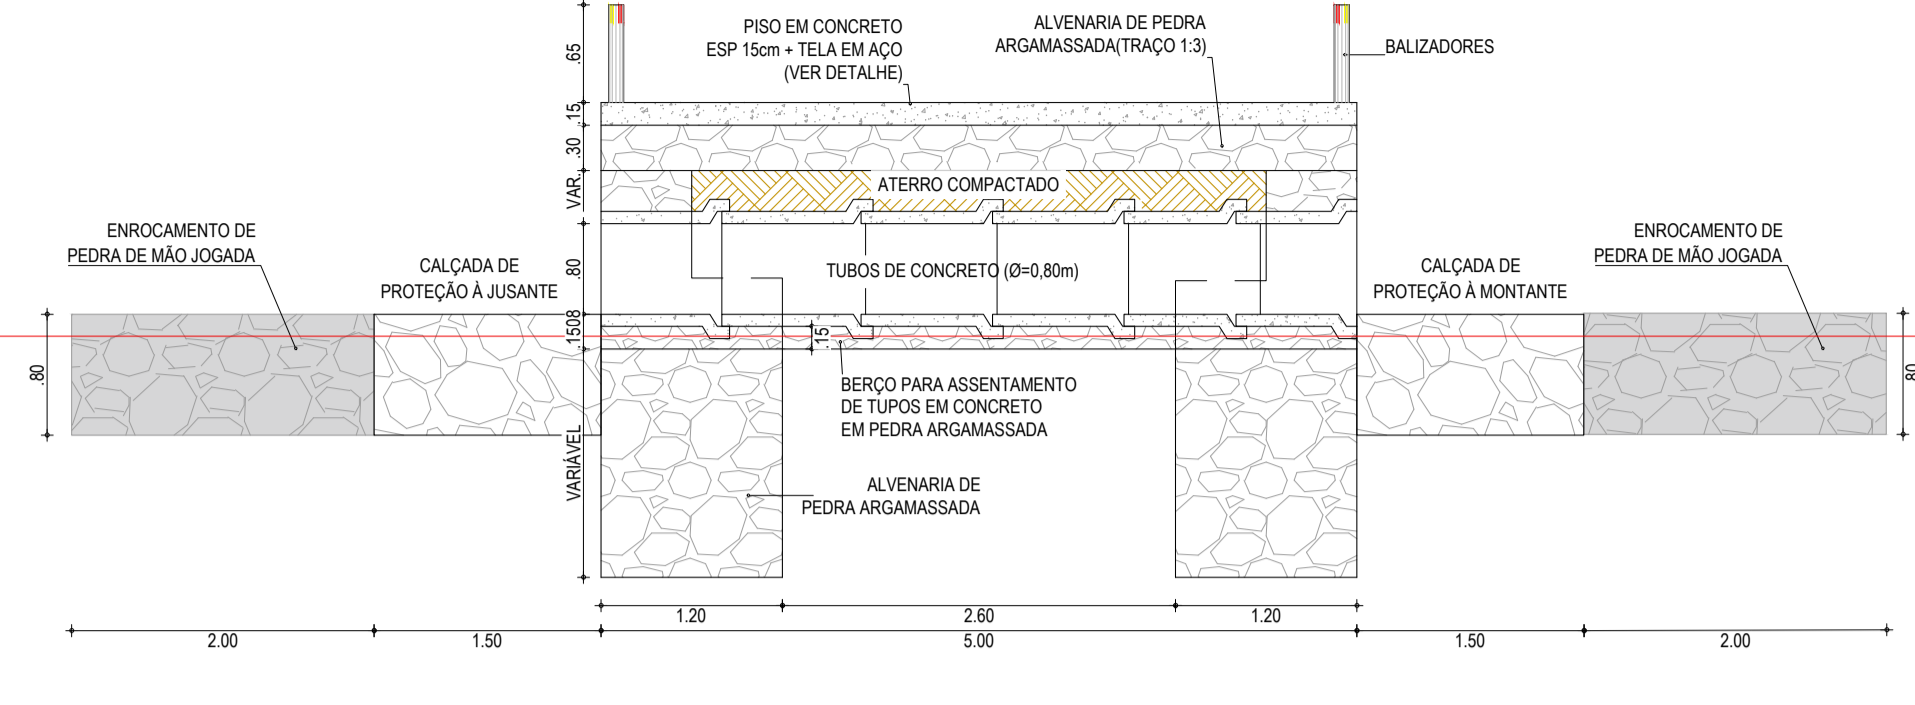 PISO EM CONCRETO
ESP 15cm + TELA EM AÇO
(VER DETALHE)
ALVENARIA DE PEDRA
ARGAMASSADA(TRAÇO 1:3)
BALIZADORES
.65
.15
.30
VAR.
.80
.1508
VARIÁVEL
ATERRO COMPACTADO
ENROCAMENTO DE
PEDRA DE MÃO JOGADA
CALÇADA DE
PROTEÇÃO À JUSANTE
TUBOS DE CONCRETO (Ø=0,80m)
CALÇADA DE
PROTEÇÃO À MONTANTE
ENROCAMENTO DE
PEDRA DE MÃO JOGADA
.80
.15
.80
BERÇO PARA ASSENTAMENTO
DE TUPOS EM CONCRETO
EM PEDRA ARGAMASSADA
ALVENARIA DE
PEDRA ARGAMASSADA
1.20
2.60
1.20
2.00
1.50
5.00
1.50
2.00